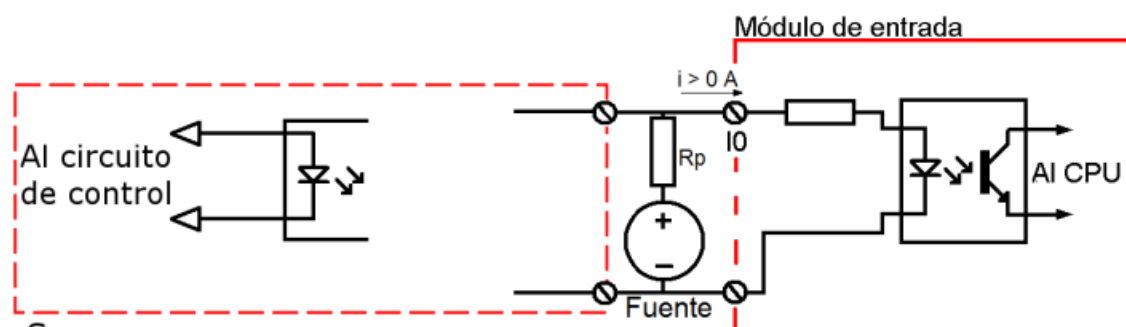 Módulo de entrada
i > 0 A
I0
Al circuito
de control
Rp
Al CPU
+
−
Fuente